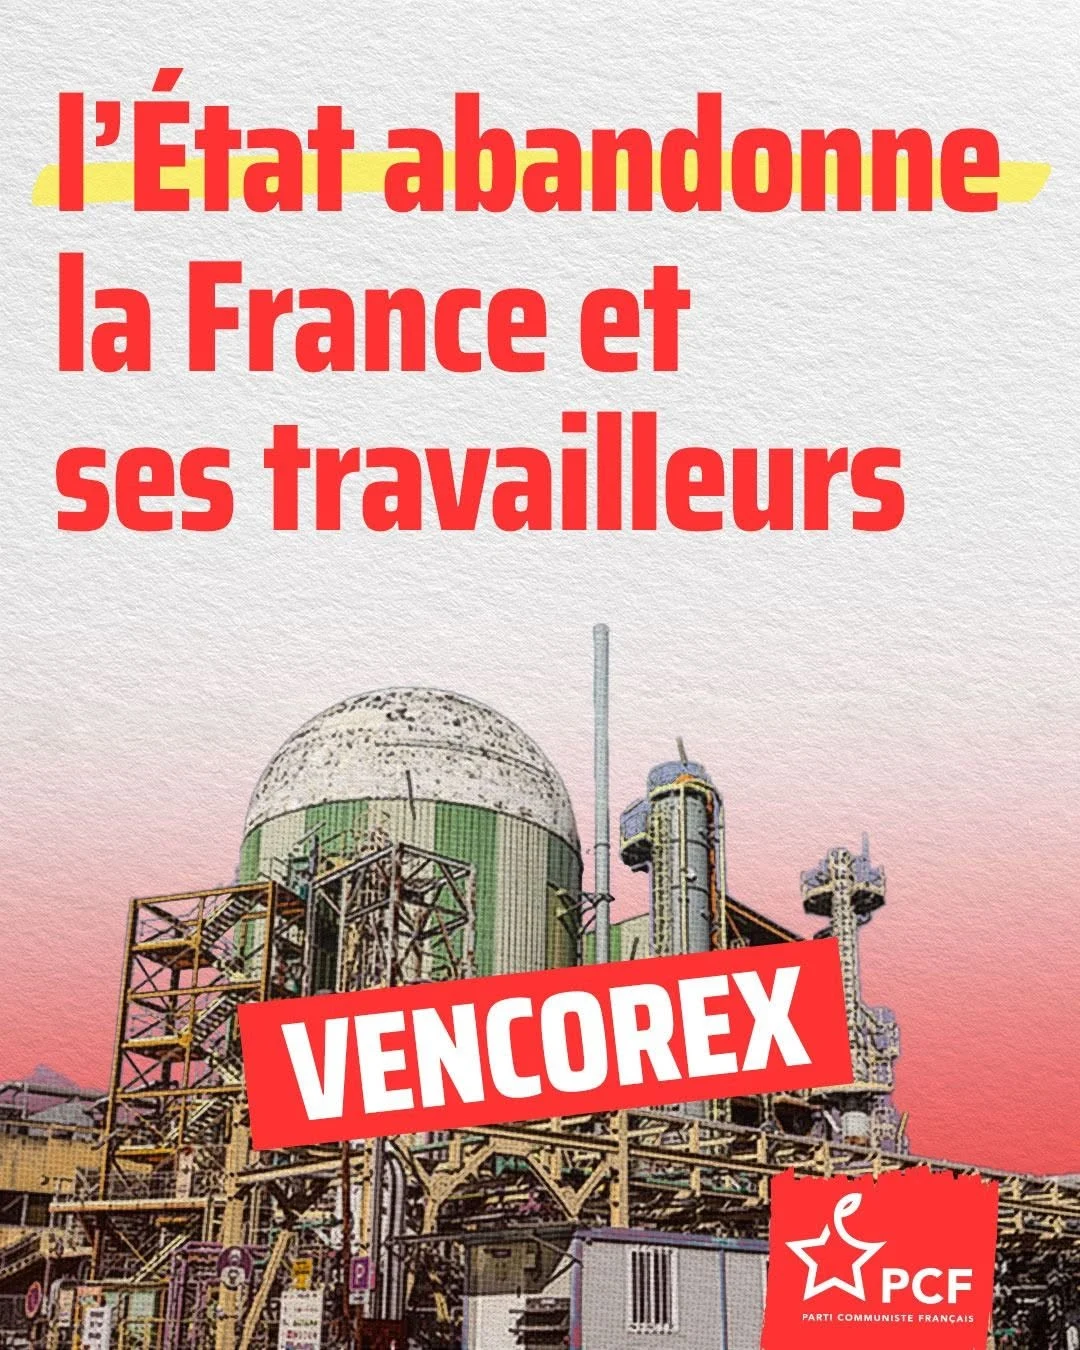 l'État abandonne
la France et
ses travailleurs
VENCOREX
P
PCF
PARTI COMMUNISTE FRANÇAIS